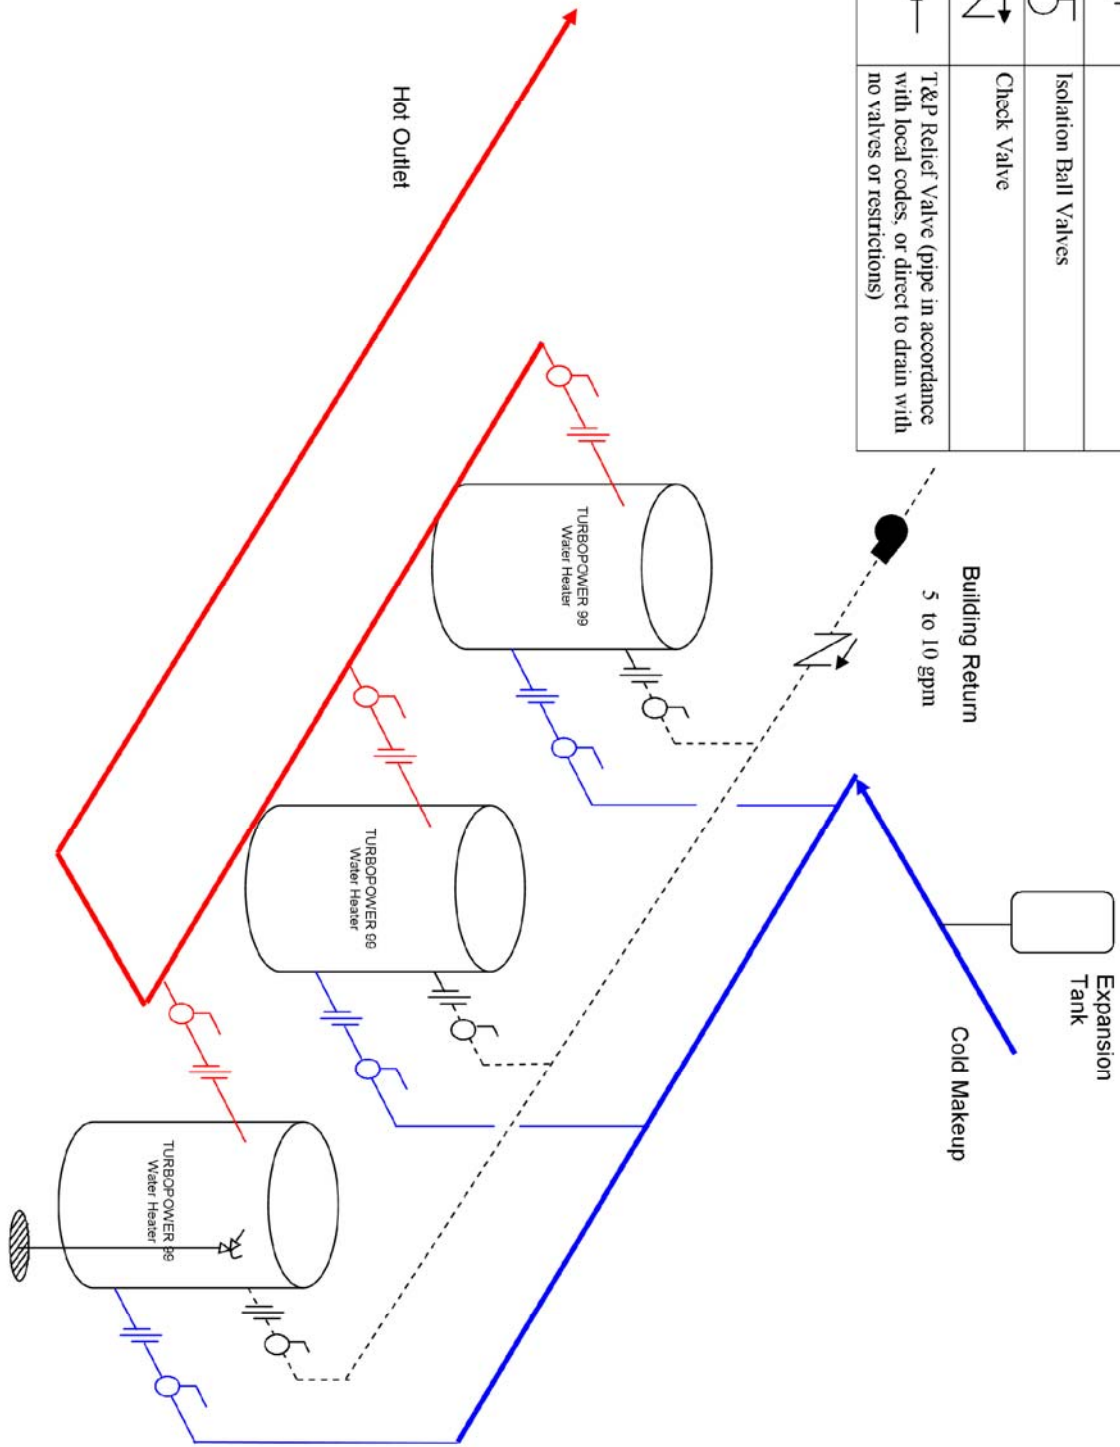 Isolation Ball Valves
Check Valve
T&P Relief Valve (pipe in accordance
with local codes, or direct to drain with
no valves or restrictions)
Building Return
5 to 10 gpm
Expansion
Tank
Cold Makeup
Hot Outlet
TURBOPOWER 99
Water Heater
TURBOPOWER 99
Water Heater
TURBOPOWER 99
Water Heater